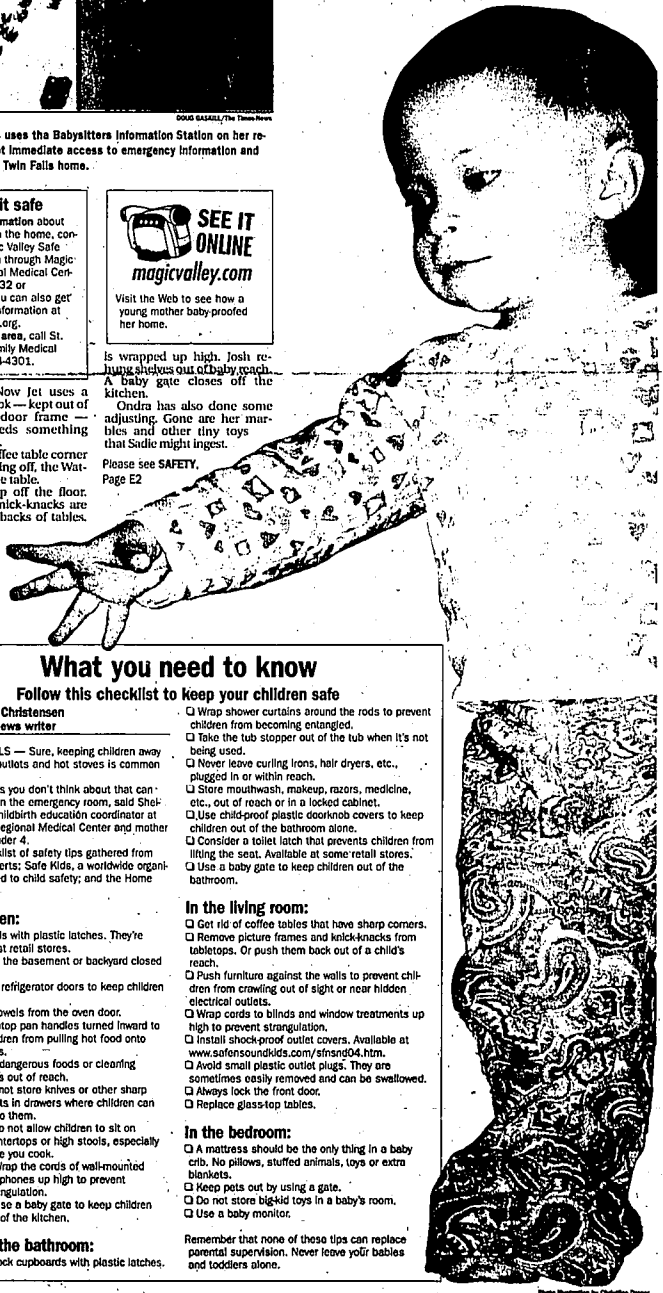 DOUG GASKILL/The Times-News
uses tha Babysitters Information Station on her re-
t immediate access to emergency information and
Twin Falls home.
it safe
mation about
n the home, con-
c Valley Safe
through Magic
al Medical Cen-
32 or
u can also get
formation at
.org.
area, call St.
mily Medical
4-4301.
SEE IT
ONLINE
magicvalley.com
Visit the Web to see how a
young mother baby-proofed
her home.
Now Jet uses a
ok — kept out of
door frame —
eds something
ffee table corner
ing off, the Wat-
e table.
p off the floor.
nick-knacks are
backs of tables.
is wrapped up high. Josh re-
hung shelves out of baby reach.
A baby gate closes off the
kitchen.
Ondra has also done some
adjusting. Gone are her mar-
bles and other tiny toys
that Sadie might ingest.
Please see SAFETY,
Page E2
What you need to know
Follow this checklist to keep your children safe
Christensen
ews writer
LS — Sure, keeping children away
outlets and hot stoves is common
s you don't think about that can
n the emergency room, said Shel-
hildbirth education coordinator at
egional Medical Center and mother
der 4.
klist of safety tips gathered from
erts; Safe Kids, a worldwide organi-
ed to child safety; and the Home
en:
ls with plastic latches. They're
st retail stores.
the basement or backyard closed
refrigerator doors to keep children
owels from the oven door.
top pan handles turned inward to
dren from pulling hot food onto
s.
dangerous foods or cleaning
s out of reach.
not store knives or other sharp
ts in drawers where children can
o them.
o not allow children to sit on
ntertops or high stools, especially
e you cook.
rap the cords of wall-mounted
phones up high to prevent
ngulation.
se a baby gate to keep children
of the kitchen.
the bathroom:
ock cupboards with plastic latches.
❑ Wrap shower curtains around the rods to prevent
children from becoming entangled.
❑ Take the tub stopper out of the tub when it's not
being used.
❑ Never leave curling irons, hair dryers, etc.,
plugged in or within reach.
❑ Store mouthwash, makeup, razors, medicine,
etc., out of reach or in a locked cabinet.
❑ Use child-proof plastic doorknob covers to keep
children out of the bathroom alone.
❑ Consider a toilet latch that prevents children from
lifting the seat. Available at some retail stores.
❑ Use a baby gate to keep children out of the
bathroom.
In the living room:
❑ Get rid of coffee tables that have sharp corners.
❑ Remove picture frames and knick-knacks from
tabletops. Or push them back out of a child's
reach.
❑ Push furniture against the walls to prevent chil-
dren from crawling out of sight or near hidden
electrical outlets.
❑ Wrap cords to blinds and window treatments up
high to prevent strangulation.
❑ Install shock-proof outlet covers. Available at
www.safensoundkids.com/sfnsnd04.htm.
❑ Avoid small plastic outlet plugs. They are
sometimes easily removed and can be swallowed.
❑ Always lock the front door.
❑ Replace glass-top tables.
In the bedroom:
❑ A mattress should be the only thing in a baby
crib. No pillows, stuffed animals, toys or extra
blankets.
❑ Keep pets out by using a gate.
❑ Do not store big-kid toys in a baby's room.
❑ Use a baby monitor.
Remember that none of these tips can replace
parental supervision. Never leave your babies
and toddlers alone.
Photo illustration by Christine